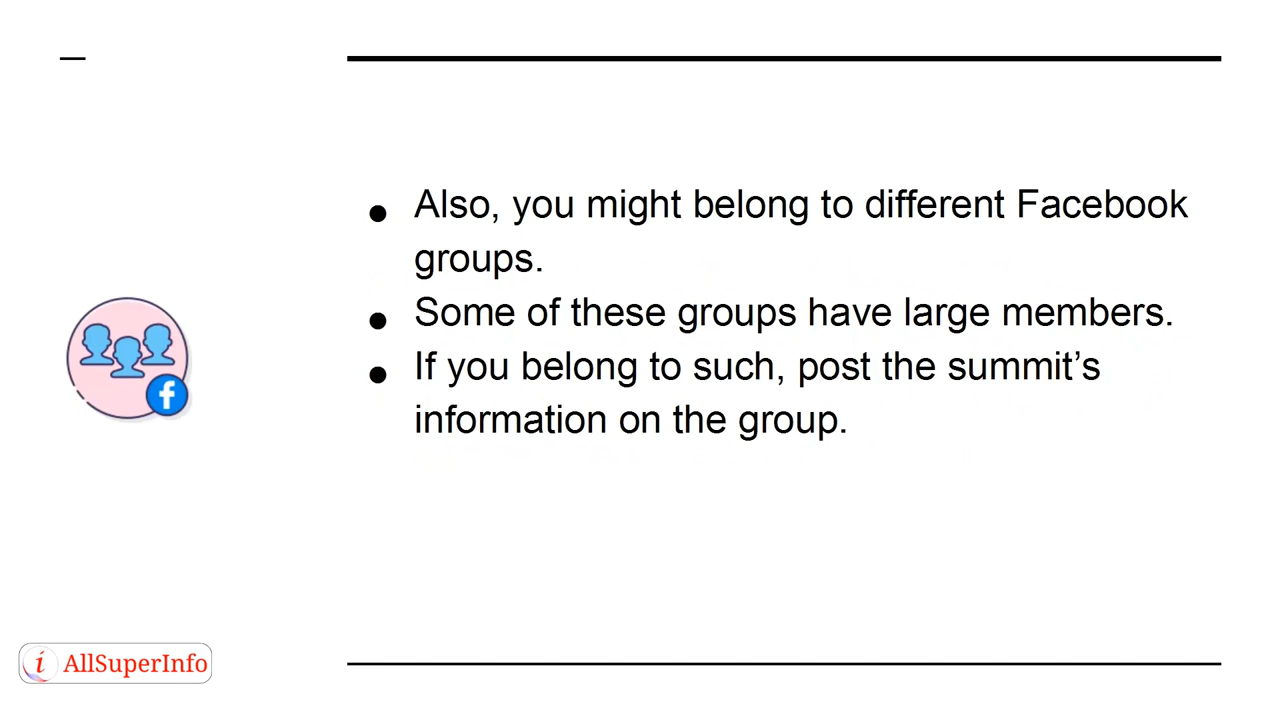 • Also, you might belong to different Facebook
groups.
• Some of these groups have large members.
• If you belong to such, post the summit’s
information on the group.
f
i AllSuperInfo